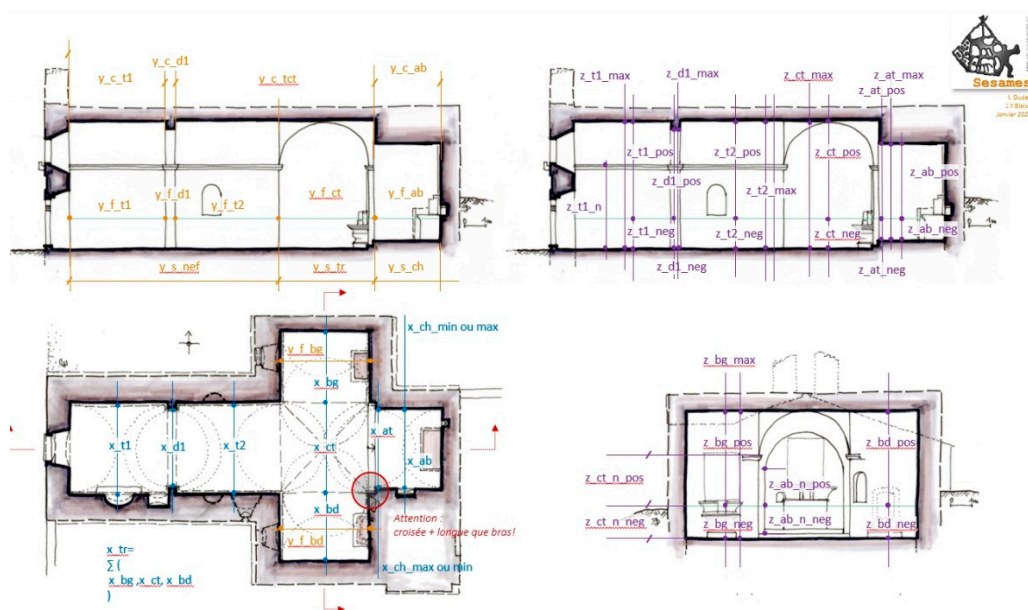 y_c_d1
y_c_t1
y_c_tct
y_c_ab
y_f_t1
y_f_d1
y_f_t2
y_f_ct
y_f_ab
y_s_nef
y_s_tr
y_s_ch
z_t1_max
z_d1_max
z_ct_max
z_at_max
z_at_pos
z_t1_pos
z_t2_pos
z_ct_pos
z_ab_pos
z_d1_pos
z_t2_max
z_t1_n
z_t1_neg
z_t2_neg
z_ct_neg
z_ab_neg
z_d1_neg
z_at_neg
Sesames
x_ch_min ou max
y_f_bg
x_bg
x_t1
x_d1
x_t2
x_ct
x_at
x_ab
x_bd
y_f_bd
Attention :
croisée + longue que bras!
x_ch_max ou min
x_tr=
∑ (
x_bg ,x_ct, x_bd
)
z_bg_max
z_bg_pos
z_bd_pos
z_ct_n_pos
z_ab_n_pos
z_ct_n_neg
z_bg_neg
z_ab_n_neg
z_bd_neg